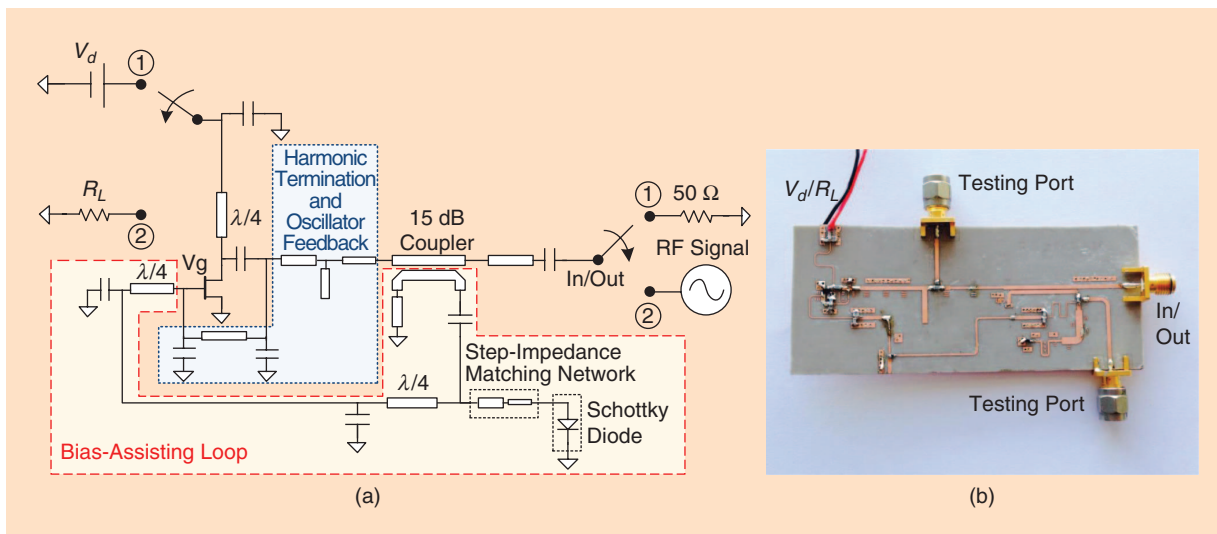 V_d
①
②
R_L
λ/4
Vg
λ/4
Harmonic
Termination
and
Oscillator
Feedback
15 dB
Coupler
In/Out
①
50 Ω
RF Signal
②
Step-Impedance
Matching Network
λ/4
Schottky
Diode
Bias-Assisting Loop
(a)
V_d/R_L
Testing Port
In/
Out
Testing Port
(b)